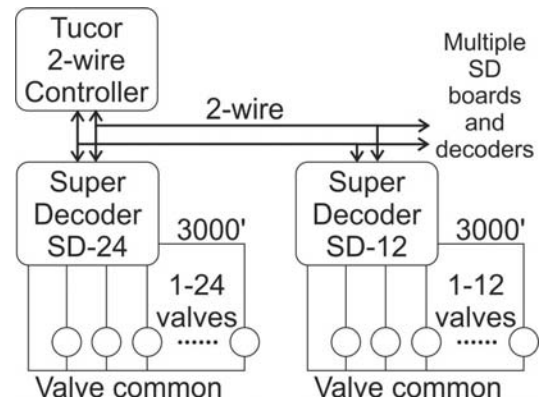 Tucor
2-wire
Controller
2-wire
Multiple
SD
boards
and
decoders
Super
Decoder
SD-24
3000'
1-24
valves
......
Valve common
Super
Decoder
SD-12
3000'
1-12
valves
......
Valve common